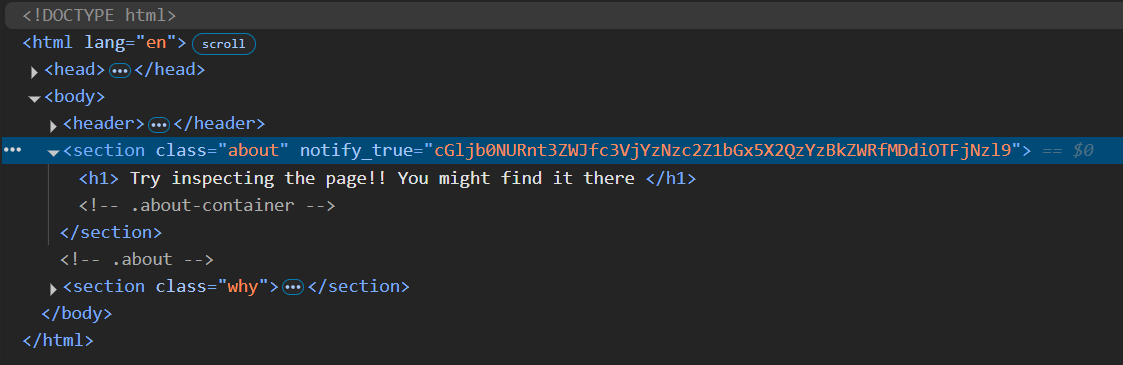 <!DOCTYPE html>
<html lang="en"> scroll
<head> ••• </head>
<body>
<header> ••• </header>
••• <section class="about" notify_true="cGljb0NURnt3ZWJfc3VjYzNzc2Z1bGx5X2QzYzBkZWRfMDdiOTFjNzl9"> == $0
<h1> Try inspecting the page!! You might find it there </h1>
<!-- .about-container -->
</section>
<!-- .about -->
<section class="why"> ••• </section>
</body>
</html>